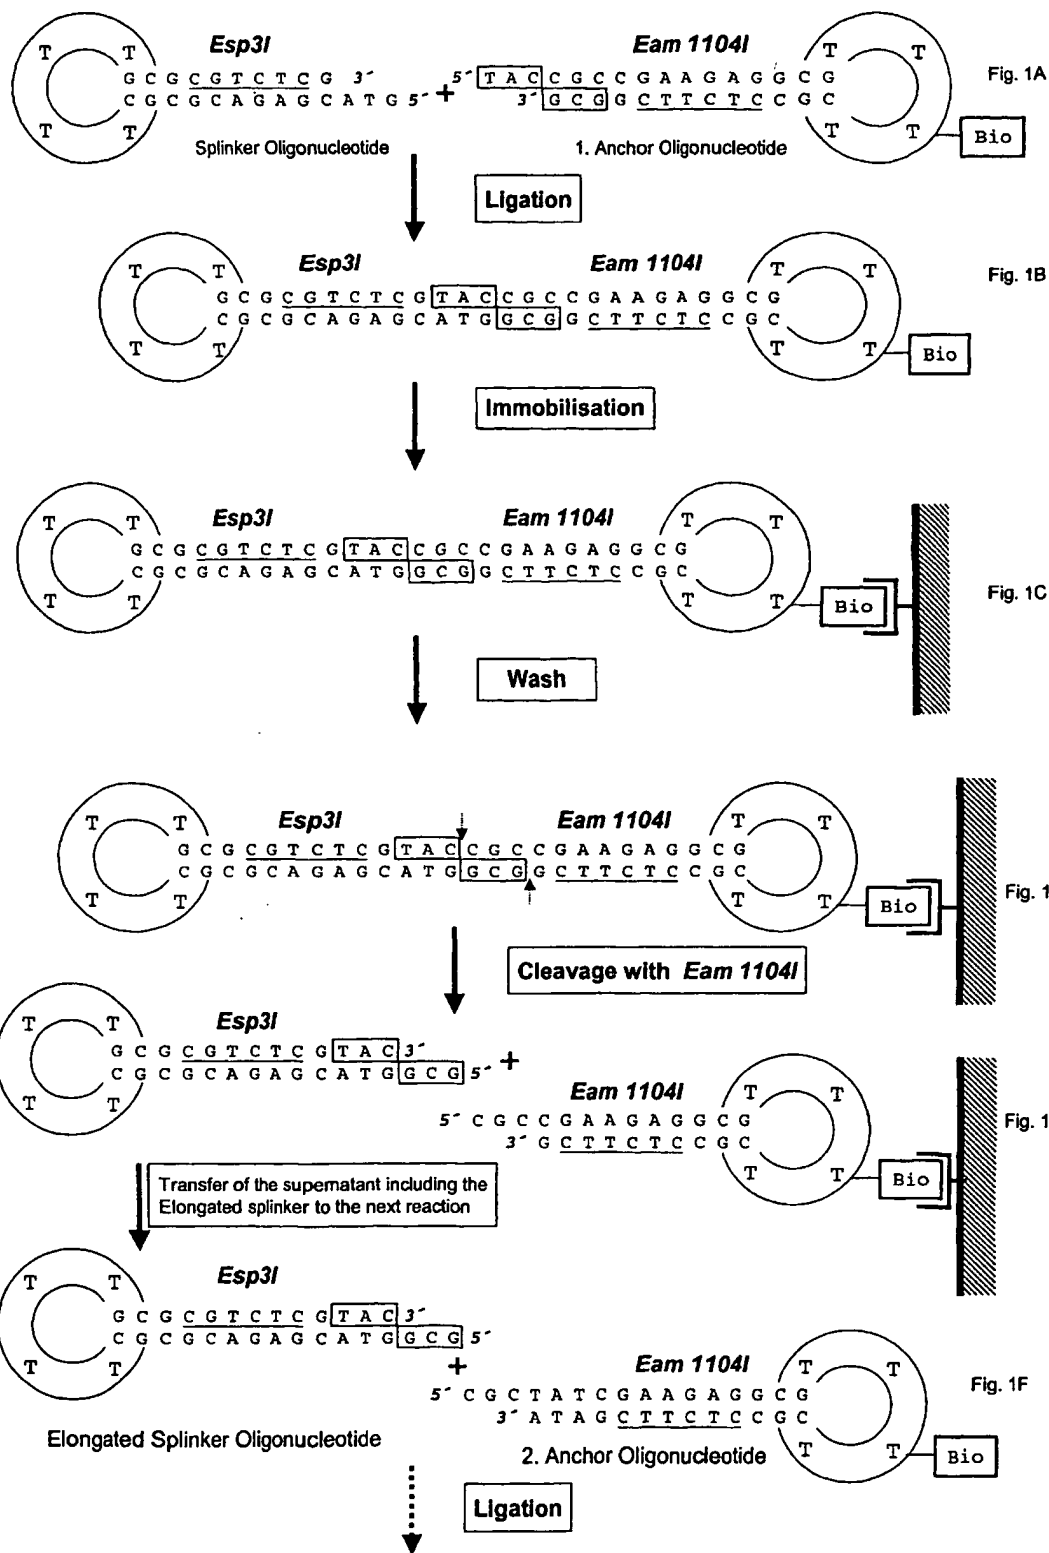 Esp3I Eam 1104I
T T T T
G C G C G T C T C G 3´ 5´ T A C C G C C G A A G A G G C G Fig. 1A
C G C G C A G A G C A T G 5´ + 3´ G C G G C T T C T C C G C
T T T T
Splinker Oligonucleotide 1. Anchor Oligonucleotide Bio
Ligation
Esp3I Eam 1104I
T T T T Fig. 1B
G C G C G T C T C G T A C C G C C G A A G A G G C G
C G C G C A G A G C A T G G C G G C T T C T C C G C
T T T T Bio
Immobilisation
Esp3I Eam 1104I
T T T T
G C G C G T C T C G T A C C G C C G A A G A G G C G
C G C G C A G A G C A T G G C G G C T T C T C C G C
T T T T Bio Fig. 1C
Wash
Esp3I Eam 1104I
T T T T
G C G C G T C T C G T A C C G C C G A A G A G G C G
C G C G C A G A G C A T G G C G G C T T C T C C G C
T T T T Bio Fig. 1
Cleavage with Eam 1104I
Esp3I
T T
G C G C G T C T C G T A C 3´
C G C G C A G A G C A T G G C G 5´ +
T T
Eam 1104I
T T Fig. 1
5´ C G C C G A A G A G G C G
3´ G C T T C T C C G C
T T Bio
Transfer of the supernatant including the
Elongated splinker to the next reaction
Esp3I
T T
G C G C G T C T C G T A C 3´
C G C G C A G A G C A T G G C G 5´
T T
+
Eam 1104I
T T Fig. 1F
5´ C G C T A T C G A A G A G G C G
3´ A T A G C T T C T C C G C
T T Bio
Elongated Splinker Oligonucleotide
2. Anchor Oligonucleotide
Ligation